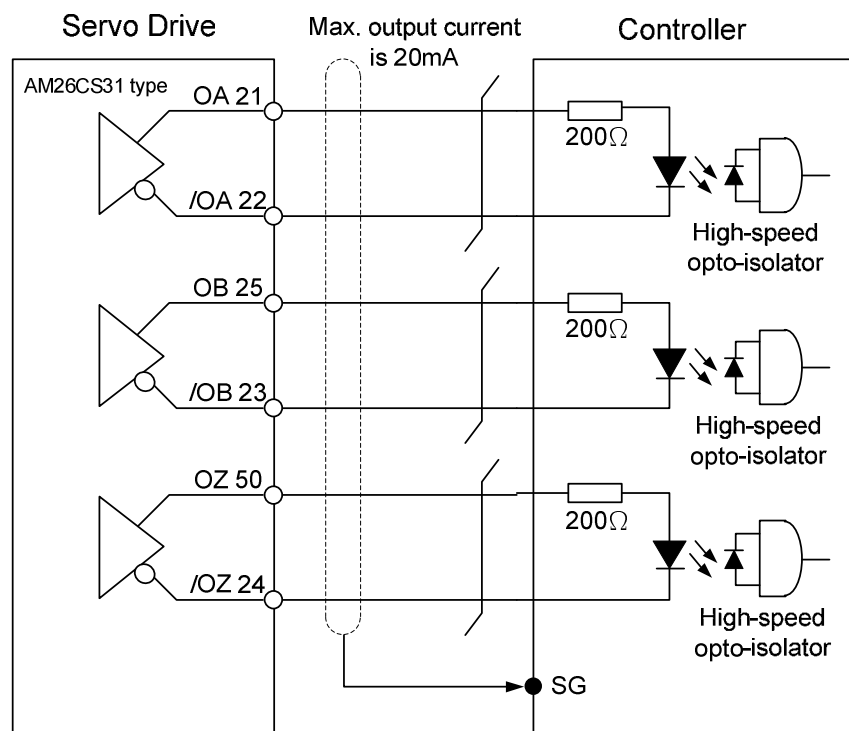 Servo Drive
Max. output current
is 20mA
Controller
AM26CS31 type
OA 21
200Ω
/OA 22
High-speed
opto-isolator
OB 25
200Ω
/OB 23
High-speed
opto-isolator
OZ 50
200Ω
/OZ 24
High-speed
opto-isolator
SG